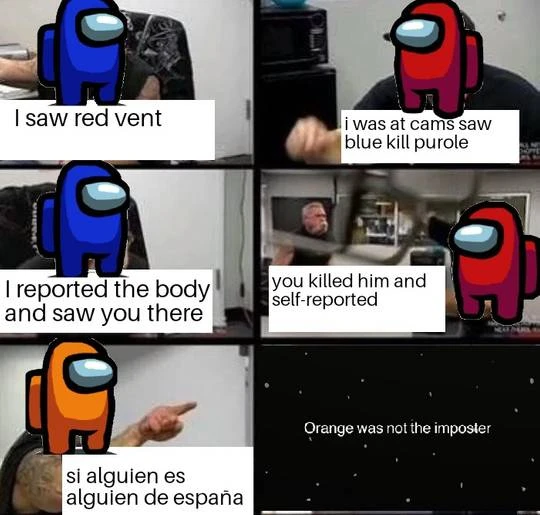 I saw red vent
i was at cams saw
blue kill purole
I reported the body
and saw you there
you killed him and
self-reported
si alguien es
alguien de españa
Orange was not the imposter